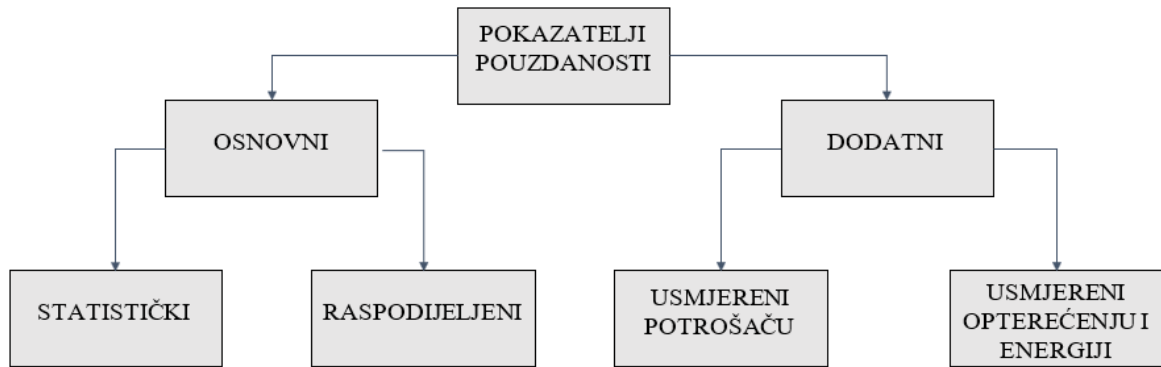 POKAZATELJI
POUZDANOSTI
OSNOVNI
DODATNI
STATISTIČKI
RASPODIJELJENI
USMJERENI
POTROŠAČU
USMJERENI
OPTEREĆENJU I
ENERGIJI